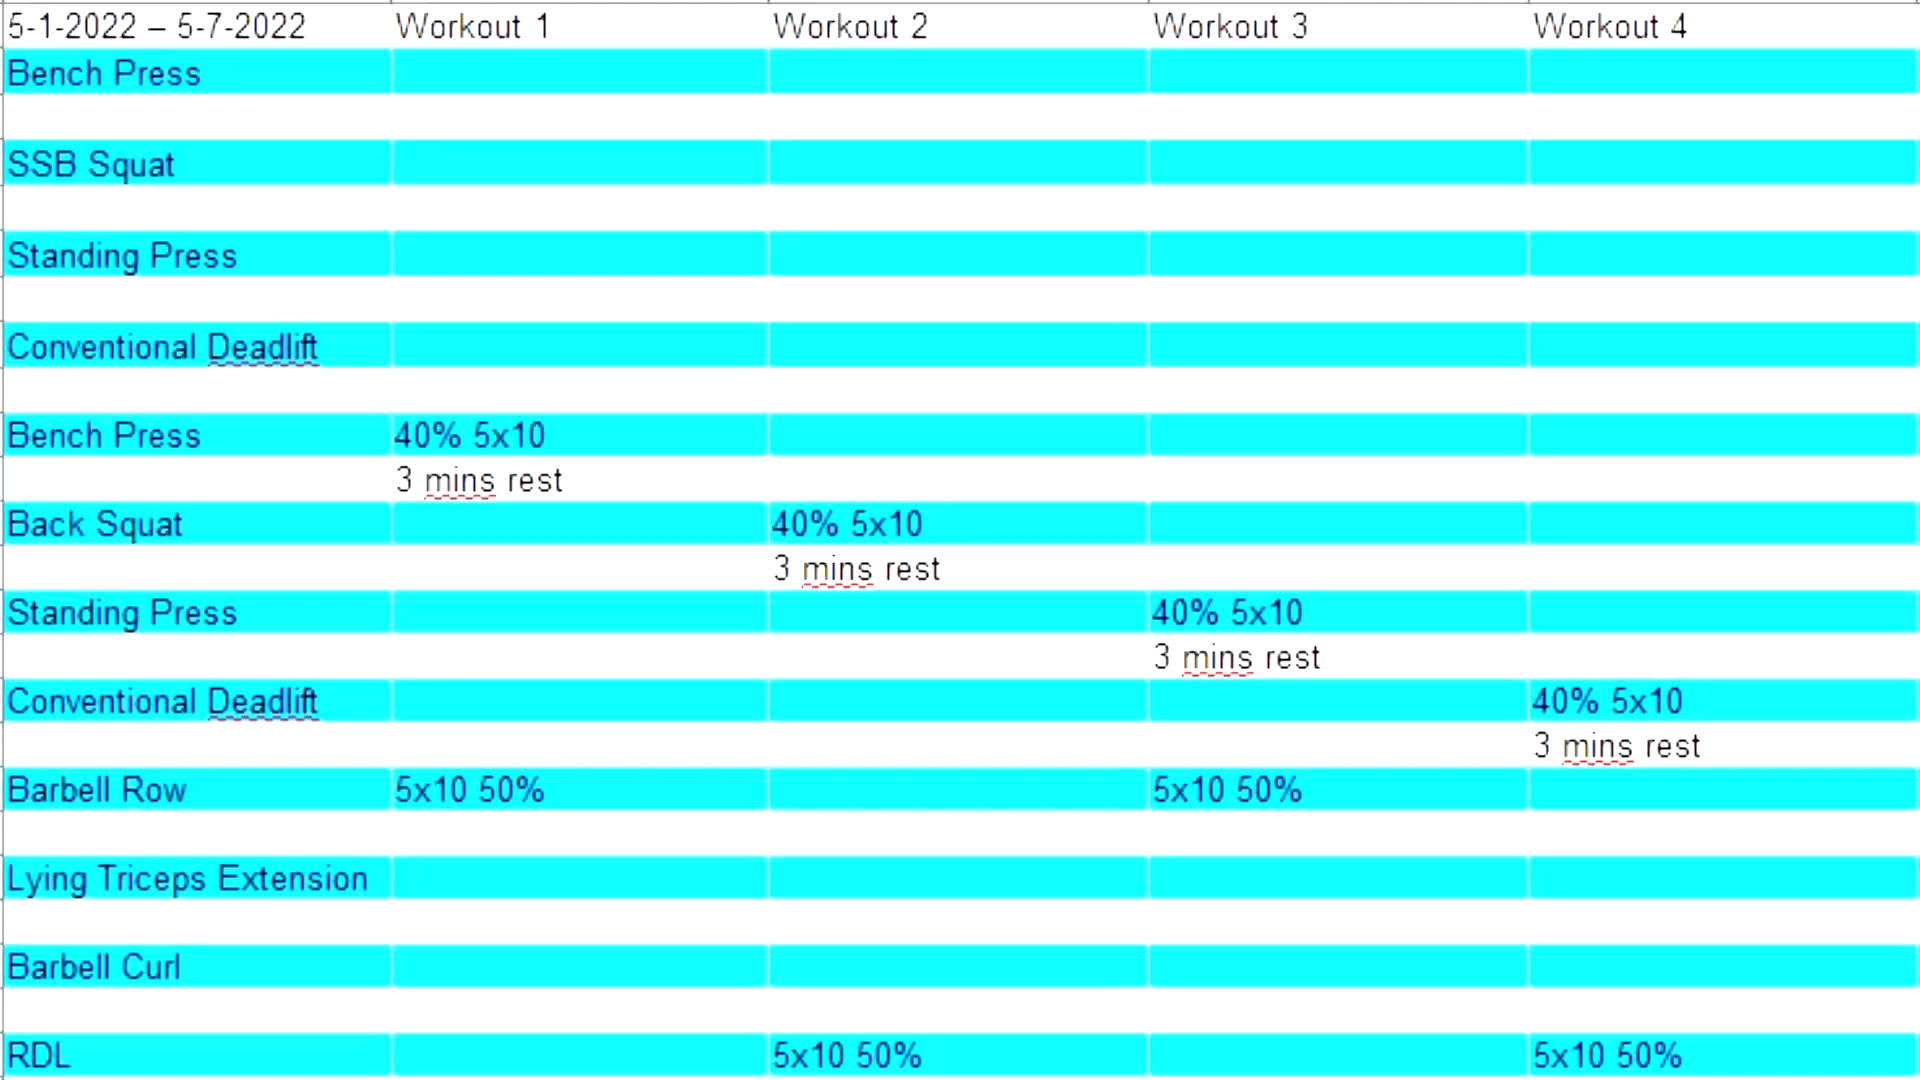 5-1-2022 – 5-7-2022 Workout 1 Workout 2 Workout 3 Workout 4
Bench Press
SSB Squat
Standing Press
Conventional Deadlift
Bench Press 40% 5x10
3 mins rest
Back Squat 40% 5x10
3 mins rest
Standing Press 40% 5x10
3 mins rest
Conventional Deadlift 40% 5x10
3 mins rest
Barbell Row 5x10 50% 5x10 50%
Lying Triceps Extension
Barbell Curl
RDL 5x10 50% 5x10 50%